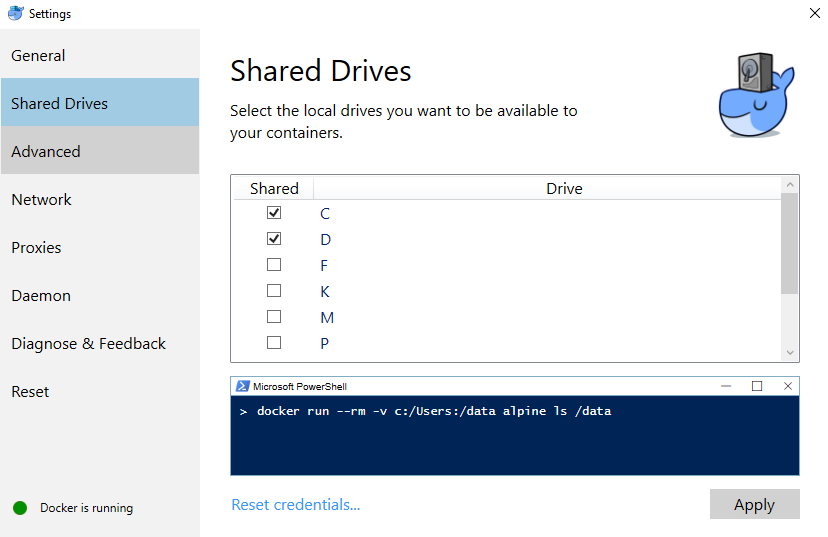 Settings
General
Shared Drives
Advanced
Network
Proxies
Daemon
Diagnose & Feedback
Reset
Docker is running
Shared Drives
Select the local drives you want to be available to
your containers.
Shared Drive
C
D
F
K
M
P
Microsoft PowerShell
> docker run --rm -v c:/Users:/data alpine ls /data
Reset credentials...
Apply